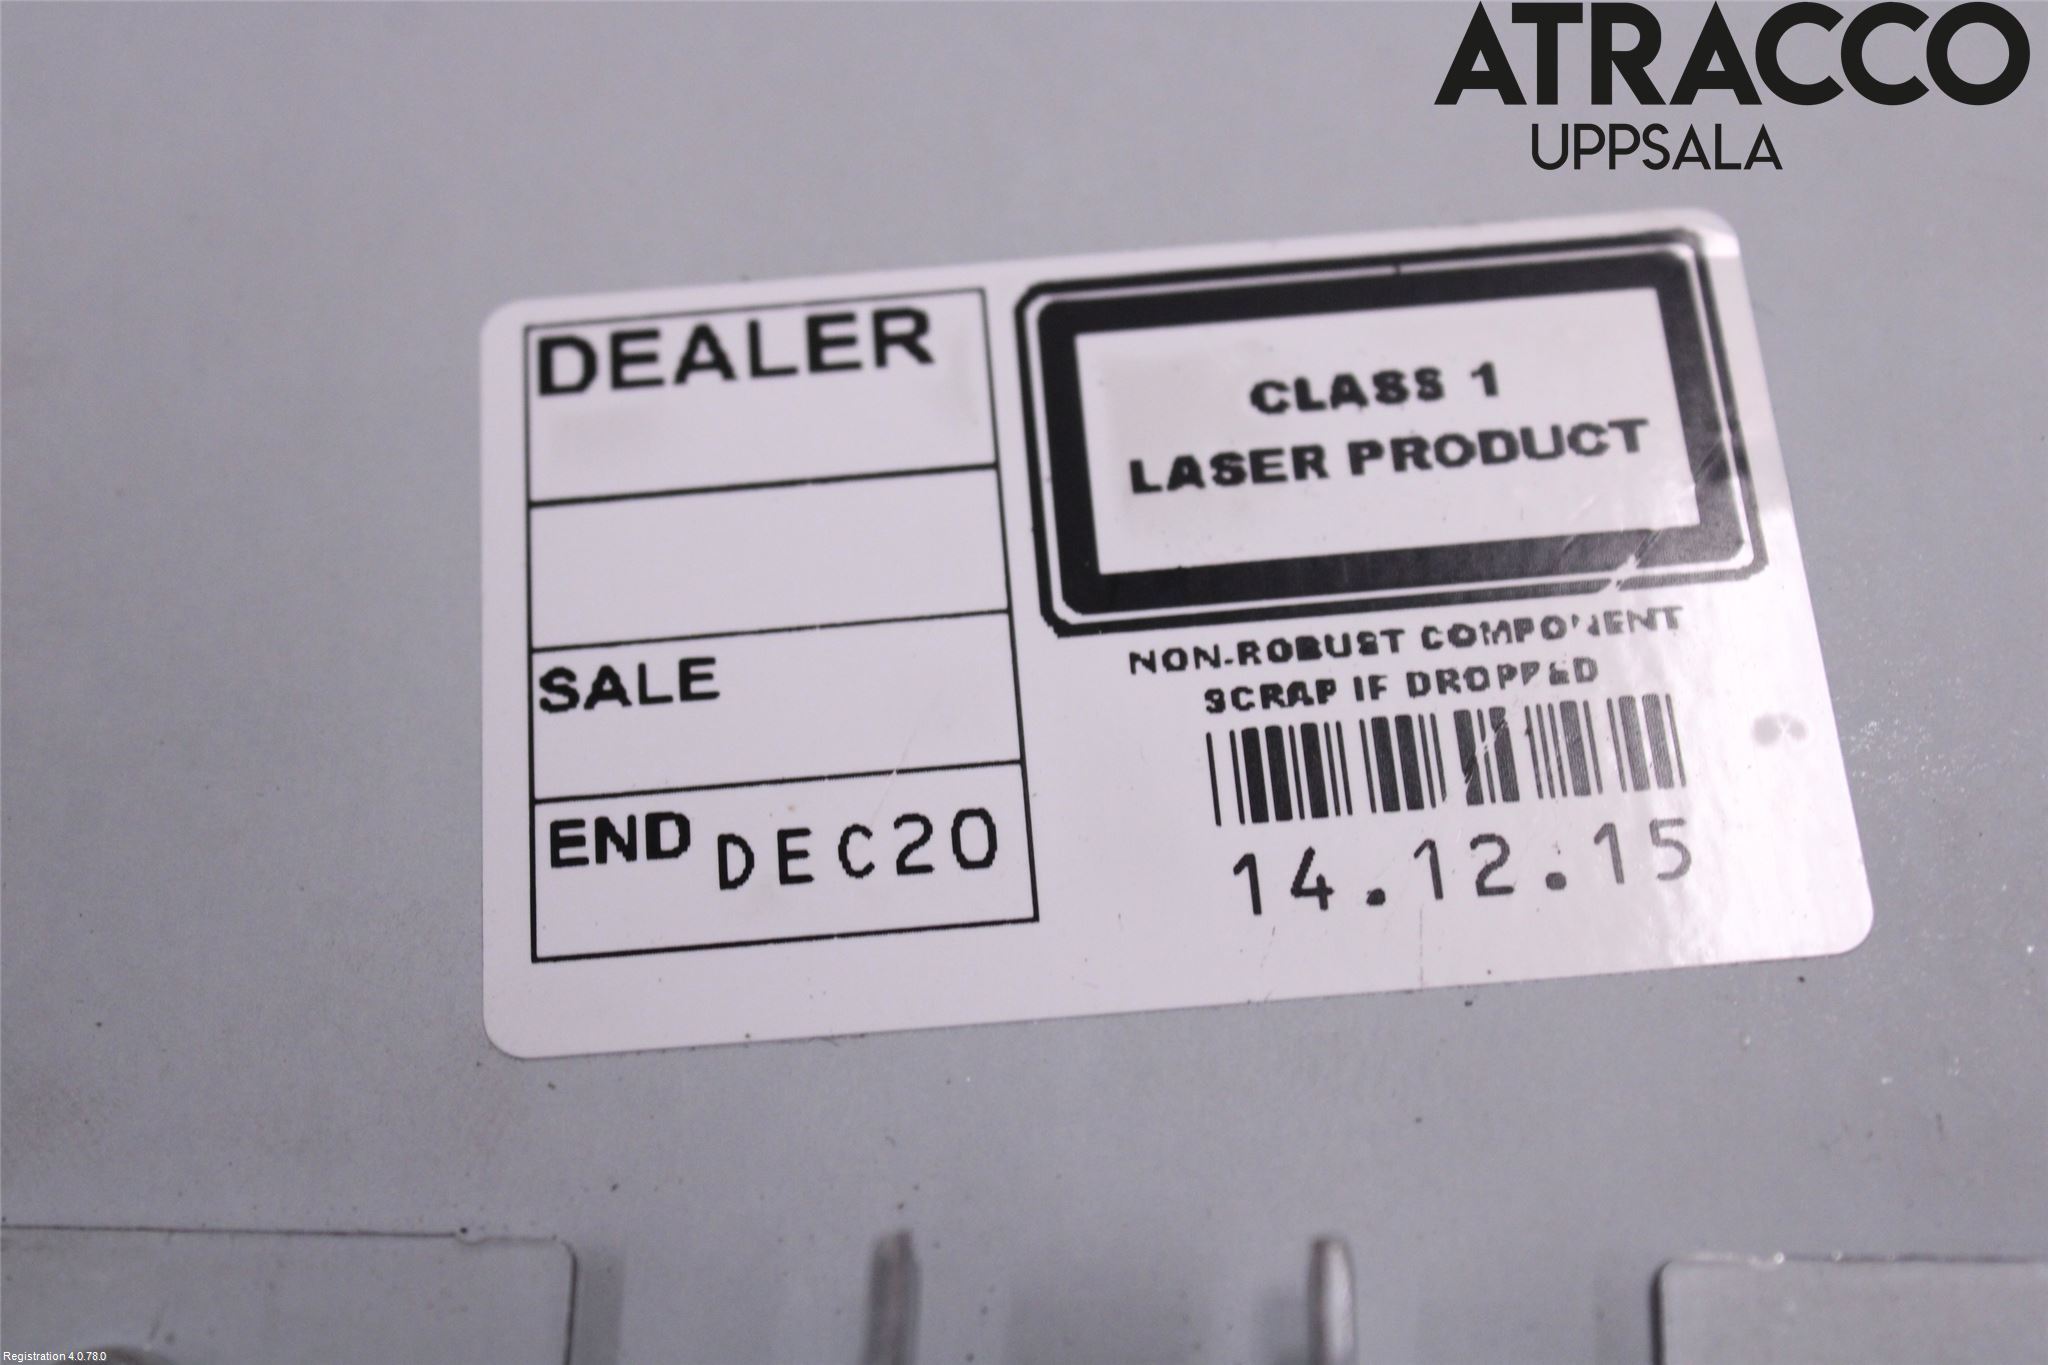 ATRACCO
UPPSALA
DEALER
SALE
END DEC20
CLASS 1
LASER PRODUCT
NON-ROBUST COMPONENT
SCRAP IF DROPPED
14.12.15
Registration 4.0.78.0